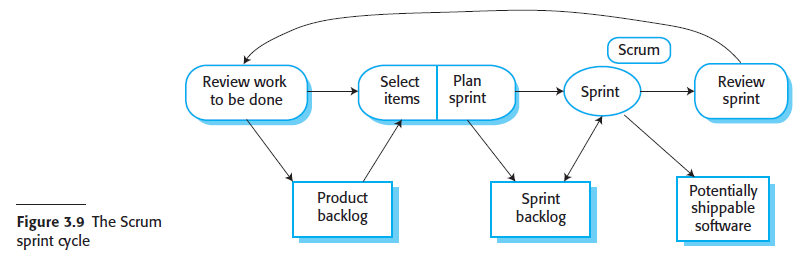 Scrum
Review work
to be done
Select
items
Plan
sprint
Sprint
Review
sprint
Product
backlog
Sprint
backlog
Potentially
shippable
software
Figure 3.9 The Scrum
sprint cycle